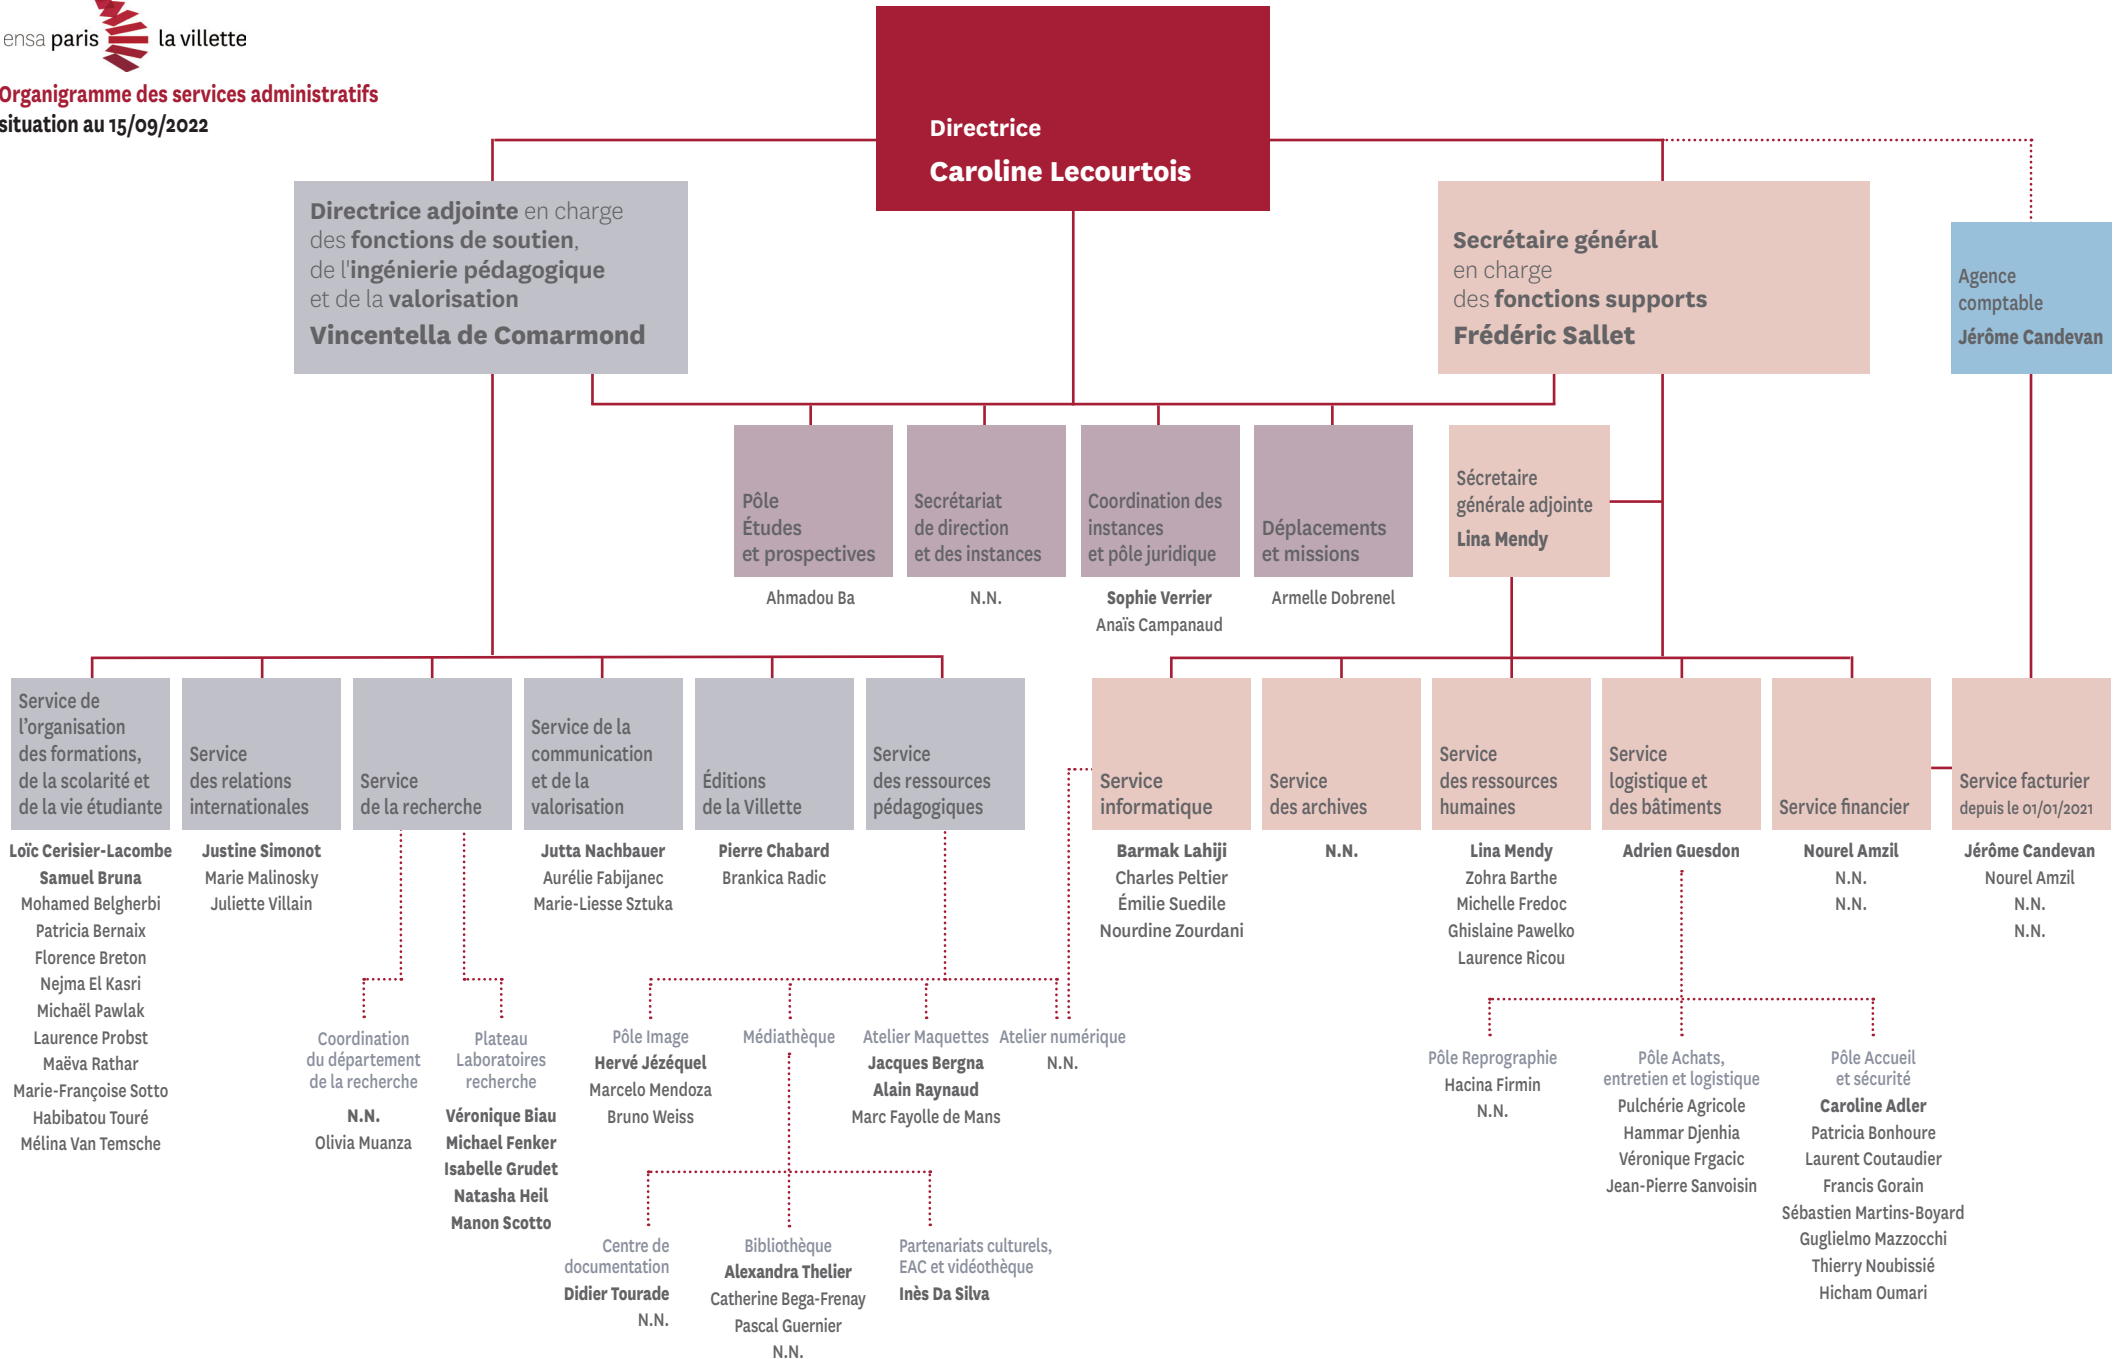 ensa paris la villette
Organigramme des services administratifs
situation au 15/09/2022
Directrice
Caroline Lecourtois
Directrice adjointe en charge
des fonctions de soutien,
de l'ingénierie pédagogique
et de la valorisation
Vincentella de Comarmond
Secrétaire général
en charge
des fonctions supports
Frédéric Sallet
Agence
comptable
Jérôme Candevan
Pôle
Études
et prospectives
Ahmadou Ba
Secrétariat
de direction
et des instances
N.N.
Coordination des
instances
et pôle juridique
Sophie Verrier
Anaïs Campanaud
Déplacements
et missions
Armelle Dobrenel
Sécretaire
générale adjointe
Lina Mendy
Service de
l’organisation
des formations,
de la scolarité et
de la vie étudiante
Loïc Cerisier-Lacombe
Samuel Bruna
Mohamed Belgherbi
Patricia Bernaix
Florence Breton
Nejma El Kasri
Michaël Pawlak
Laurence Probst
Maëva Rathar
Marie-Françoise Sotto
Habibatou Touré
Mélina Van Temsche
Service
des relations
internationales
Justine Simonot
Marie Malinosky
Juliette Villain
Service
de la recherche
Coordination
du département
de la recherche
N.N.
Olivia Muanza
Plateau
Laboratoires
recherche
Véronique Biau
Michael Fenker
Isabelle Grudet
Natasha Heil
Manon Scotto
Service de la
communication
et de la
valorisation
Jutta Nachbauer
Aurélie Fabijanec
Marie-Liesse Sztuka
Éditions
de la Villette
Pierre Chabard
Brankica Radic
Service
des ressources
pédagogiques
Pôle Image
Hervé Jézéquel
Marcelo Mendoza
Bruno Weiss
Médiathèque
Atelier Maquettes
Jacques Bergna
Alain Raynaud
Marc Fayolle de Mans
Atelier numérique
N.N.
Centre de
documentation
Didier Tourade
N.N.
Bibliothèque
Alexandra Thelier
Catherine Bega-Frenay
Pascal Guernier
N.N.
Partenariats culturels,
EAC et vidéothèque
Inès Da Silva
Service
informatique
Barmak Lahiji
Charles Peltier
Émilie Suedile
Nourdine Zourdani
Service
des archives
N.N.
Service
des ressources
humaines
Lina Mendy
Zohra Barthe
Michelle Fredoc
Ghislaine Pawelko
Laurence Ricou
Service
logistique et
des bâtiments
Adrien Guesdon
Pôle Reprographie
Hacina Firmin
N.N.
Pôle Achats,
entretien et logistique
Pulchérie Agricole
Hammar Djenhia
Véronique Frgacic
Jean-Pierre Sanvoisin
Pôle Accueil
et sécurité
Caroline Adler
Patricia Bonhoure
Laurent Coutaudier
Francis Gorain
Sébastien Martins-Boyard
Guglielmo Mazzocchi
Thierry Noubissié
Hicham Oumari
Service financier
Nourel Amzil
N.N.
N.N.
Service facturier
depuis le 01/01/2021
Jérôme Candevan
Nourel Amzil
N.N.
N.N.